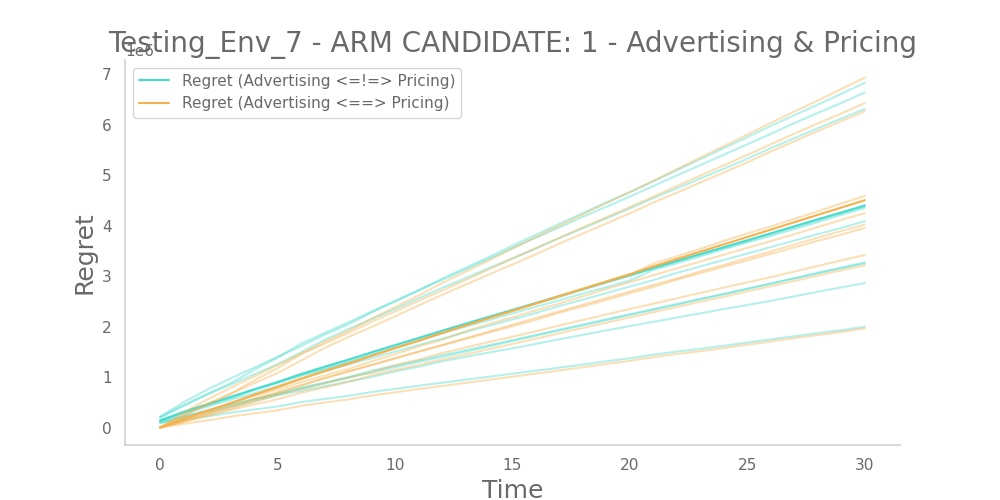 Testing_Env_7 - ARM CANDIDATE: 1 - Advertising & Pricing
1e6
Regret (Advertising <=!=> Pricing)
Regret (Advertising <==> Pricing)
7
6
5
4
3
2
1
0
Regret
0 5 10 15 20 25 30
Time